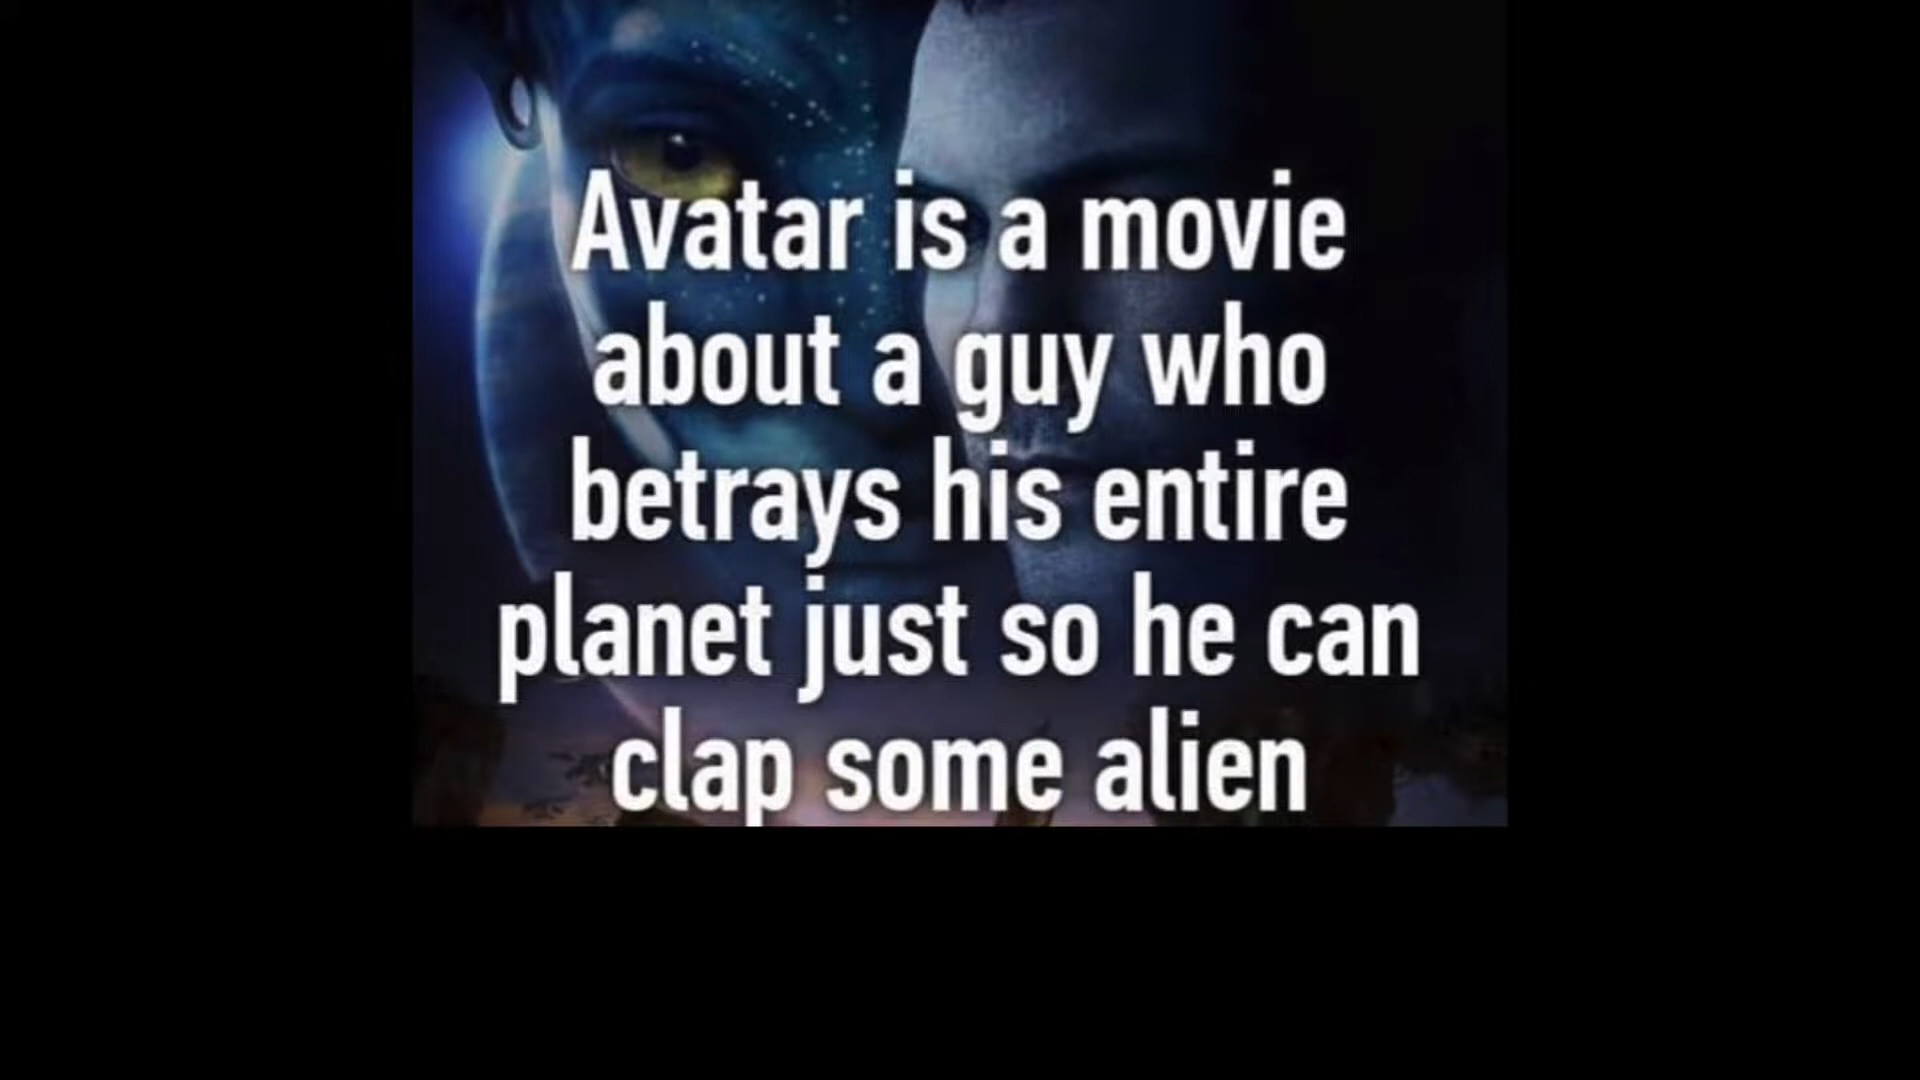 Avatar is a movie
about a guy who
betrays his entire
planet just so he can
clap some alien